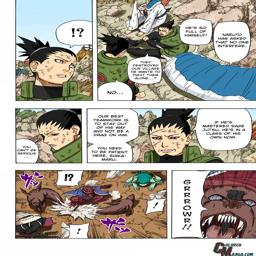 !?
HE'S SO
FULL OF
HIMSELF!
NARUTO
HAS ASKED
THAT NO ONE
INTERFERE.
THEY
DESTROYED
OUR VILLAGE.
HE WANTS TO
FIGHT THEM
ALONE...
NO...
OUR BEST
TEAMWORK IS
TO STAY OUT
OF HIS WAY
AND NOT BE A
DRAG ON HIM.
YOU NEED
TO BE
PATIENT HERE,
SHIKA-
MARU.
YOU CAN'T
BE
SERIOUS
...
IF HE'S
MASTERED SAGE
JUTSU, HE'S IN A
CLASS OF
HIS OWN NOW.
!?
!
GRRROWR!!
COLORED
MANGA.COM